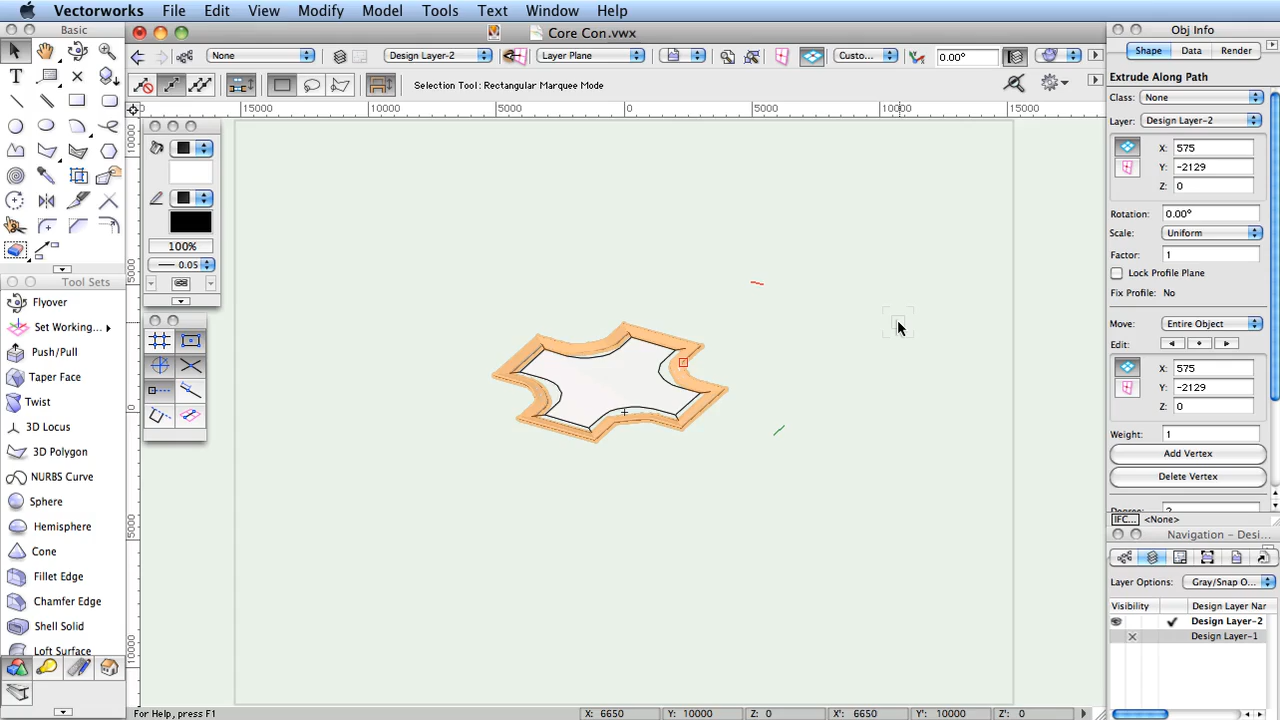 Vectorworks File Edit View Modify Model Tools Text Window Help
Basic
Core Con.vwx
Obj Info
None
Design Layer-2
Layer Plane
Custo...
0.00°
Shape Data Render
Selection Tool: Rectangular Marquee Mode
Extrude Along Path
Class: None
Layer: Design Layer-2
15000 10000 5000 0 5000 10000 15000
10000
5000
0
5000
10000
X: 575
Y: -2129
Z: 0
Rotation: 0.00°
Scale: Uniform
Factor: 1
Lock Profile Plane
Fix Profile: No
Move: Entire Object
Edit:
X: 575
Y: -2129
Z: 0
Weight: 1
Add Vertex
Delete Vertex
IFC... <None>
100%
0.05
Tool Sets
Flyover
Set Working...
Push/Pull
Taper Face
Twist
3D Locus
3D Polygon
NURBS Curve
Sphere
Hemisphere
Cone
Fillet Edge
Chamfer Edge
Shell Solid
Loft Surface
Navigation - Desi...
Layer Options: Gray/Snap O...
Visibility Design Layer Nar
Design Layer-2
Design Layer-1
For Help, press F1
X: 6650 Y: 10000 Z: 0 X': 6650 Y': 10000 Z': 0